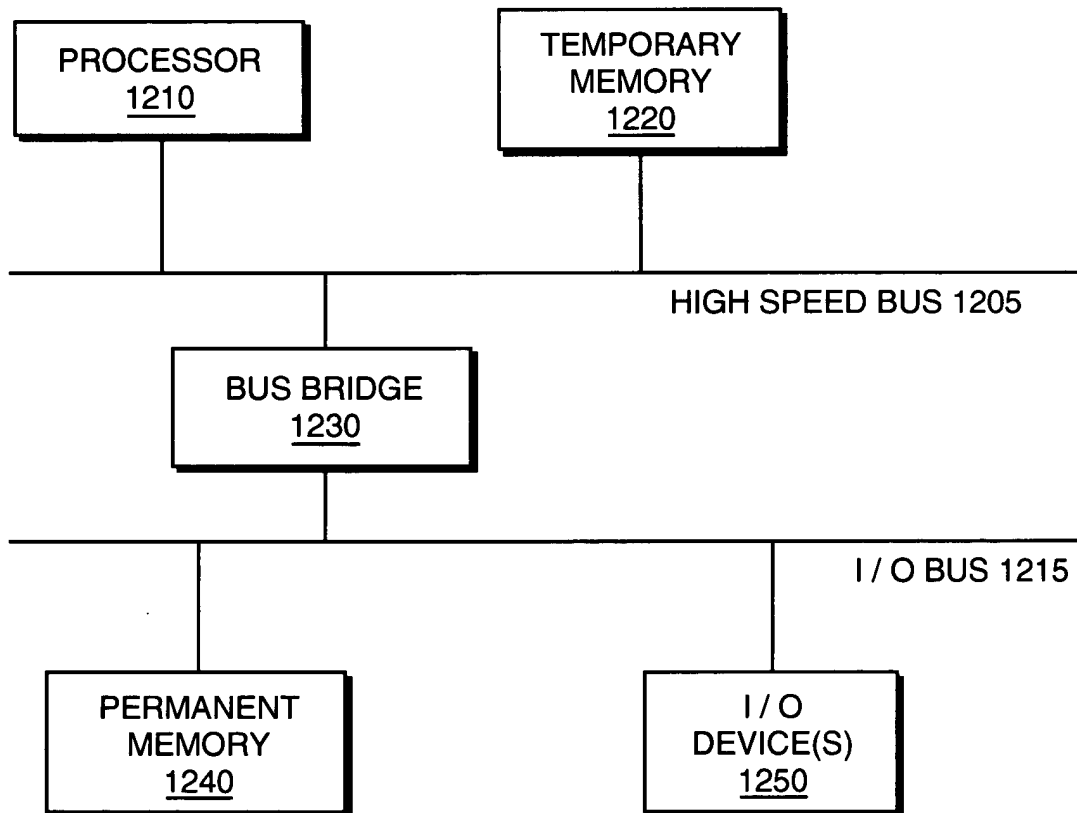 PROCESSOR
1210
TEMPORARY
MEMORY
1220
HIGH SPEED BUS 1205
BUS BRIDGE
1230
I / O BUS 1215
PERMANENT
MEMORY
1240
I / O
DEVICE(S)
1250